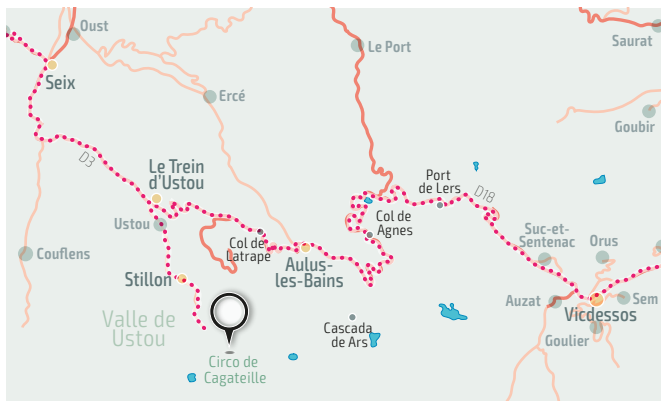 Oust
Le Port
Saurat
Seix
Ercé
Goubir
D3
Le Trein
d'Ustou
Port
de Lers
D18
Ustou
Col de
Agnes
Col de
Latrape
Suc-et-
Sentenac
Orus
Couflens
Aulus-
les-Bains
Stillon
Auzat
Sem
Vicdessos
Valle de
Ustou
Cascada
de Ars
Goulier
Circo de
Cagateille